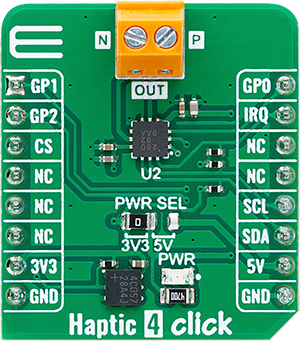 N P
OUT
GP1 GP0
GP2 IRQ
CS NC
NC NC
U2
NC SCL
PWR SEL
NC SDA
3V3 5V
3V3 5V
PWR
GND GND
4700
Haptic 4 click